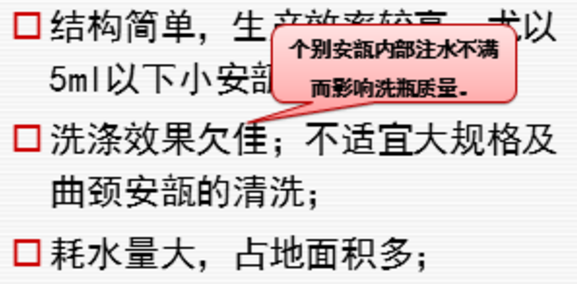 结构简单，生产效率较高，尤以
5ml以下小安瓿
个别安瓿内部注水不满
而影响洗瓶质量。
洗涤效果欠佳；不适宜大规格及
曲颈安瓿的清洗；
耗水量大，占地面积多；